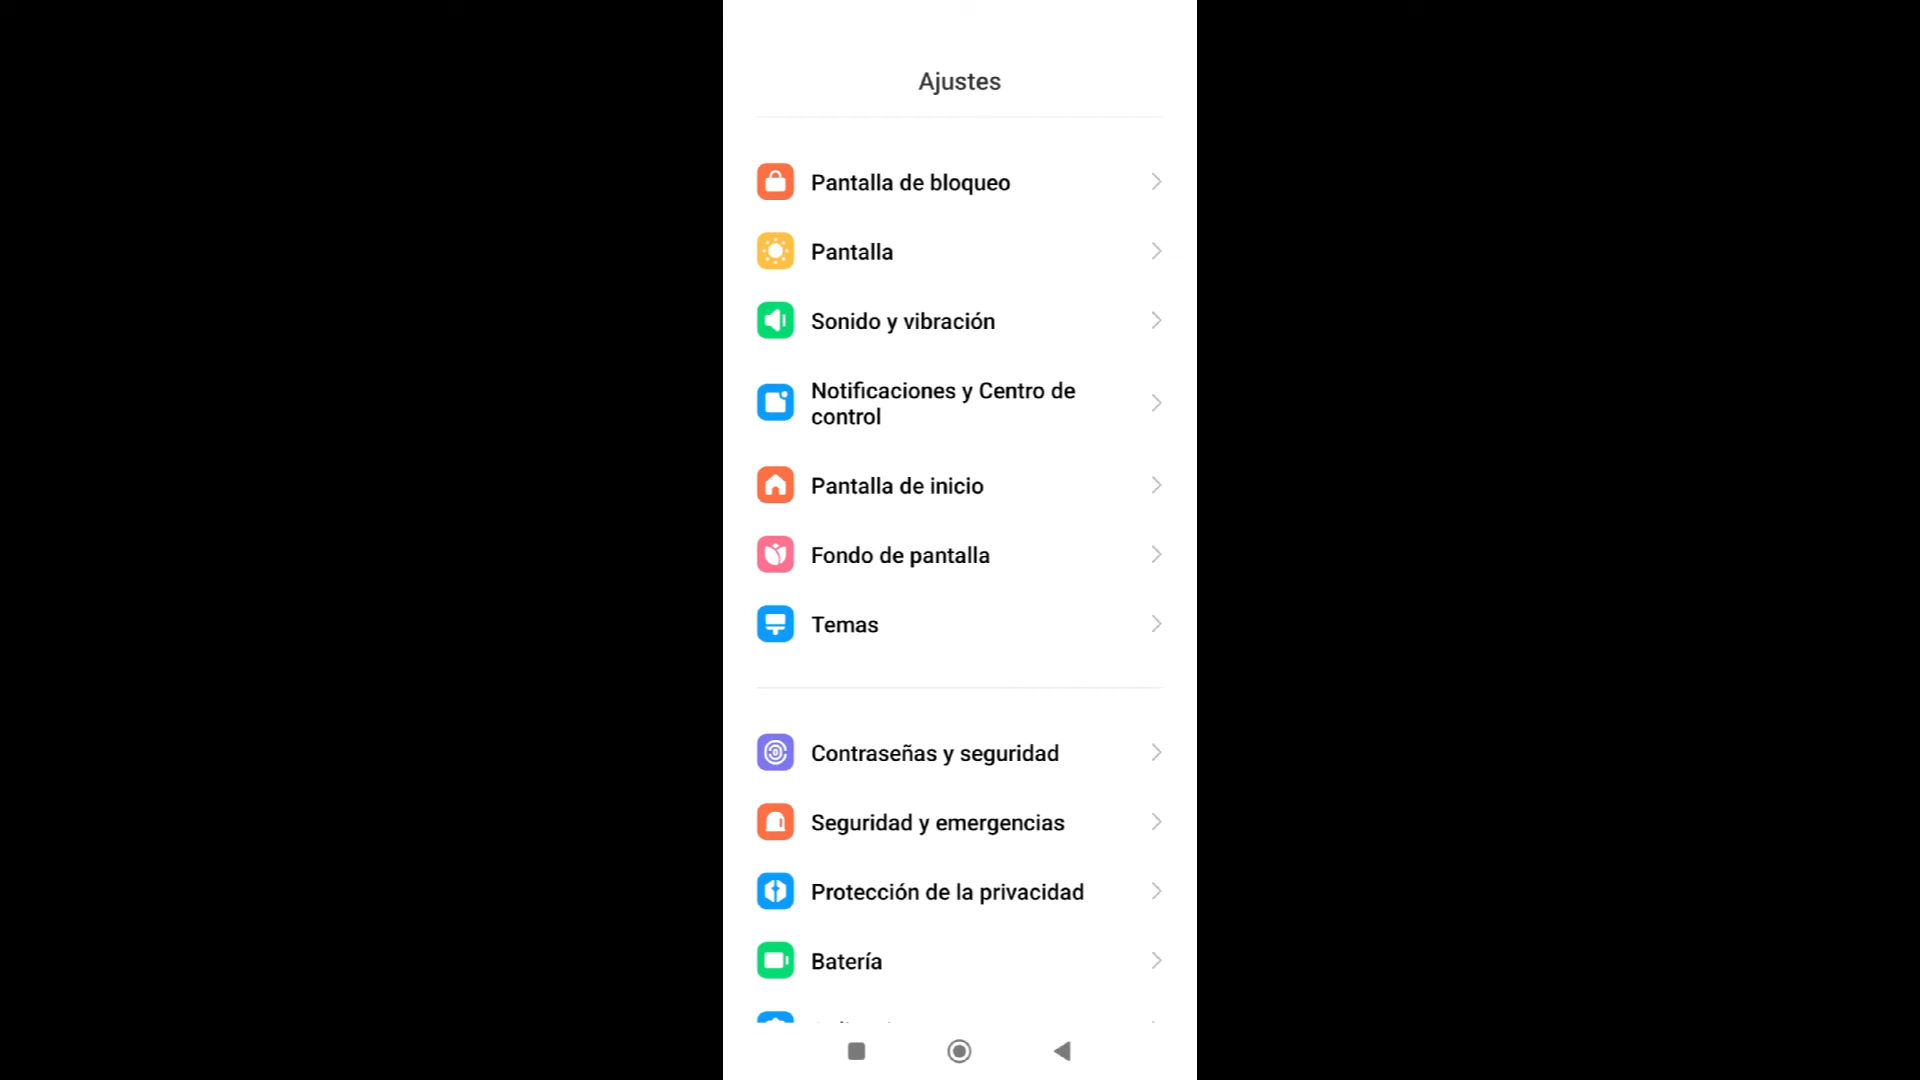 Ajustes
Pantalla de bloqueo
Pantalla
Sonido y vibración
Notificaciones y Centro de
control
Pantalla de inicio
Fondo de pantalla
Temas
Contraseñas y seguridad
Seguridad y emergencias
Protección de la privacidad
Batería